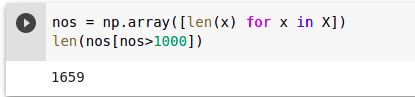 nos = np.array([len(x) for x in X])
len(nos[nos>1000])
1659